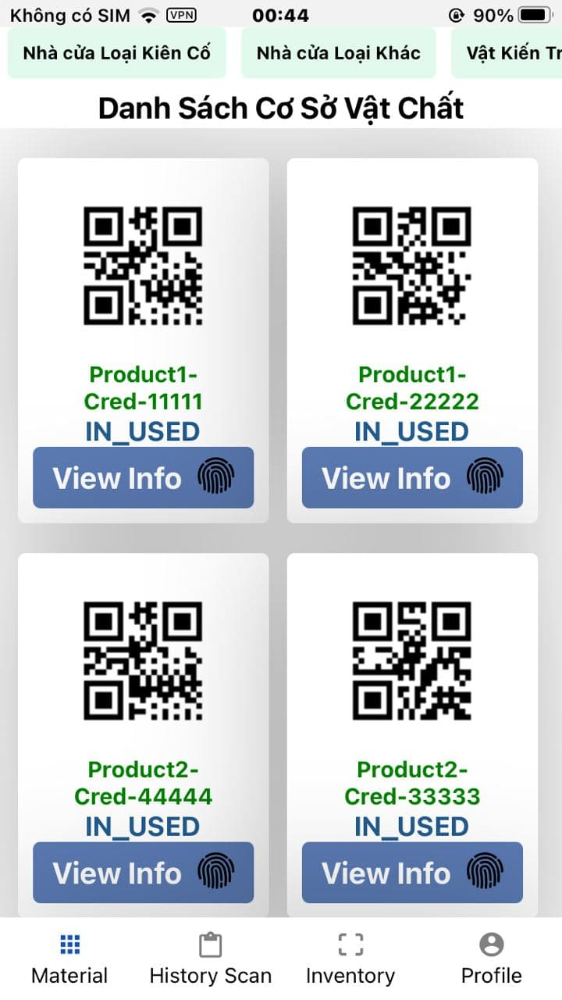 Không có SIM VPN 00:44 90%
Nhà cửa Loại Kiên Cố Nhà cửa Loại Khác Vật Kiến Tr
Danh Sách Cơ Sở Vật Chất
Product1-
Cred-11111
IN_USED
View Info
Product1-
Cred-22222
IN_USED
View Info
Product2-
Cred-44444
IN_USED
View Info
Product2-
Cred-33333
IN_USED
View Info
Material History Scan Inventory Profile